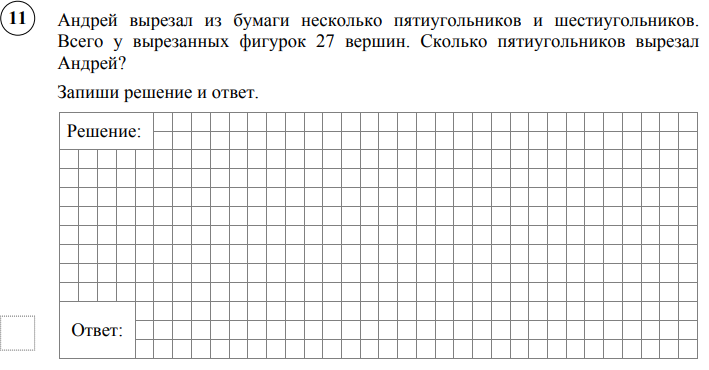 11 Андрей вырезал из бумаги несколько пятиугольников и шестиугольников.
Всего у вырезанных фигурок 27 вершин. Сколько пятиугольников вырезал
Андрей?
Запиши решение и ответ.
Решение:
Ответ: